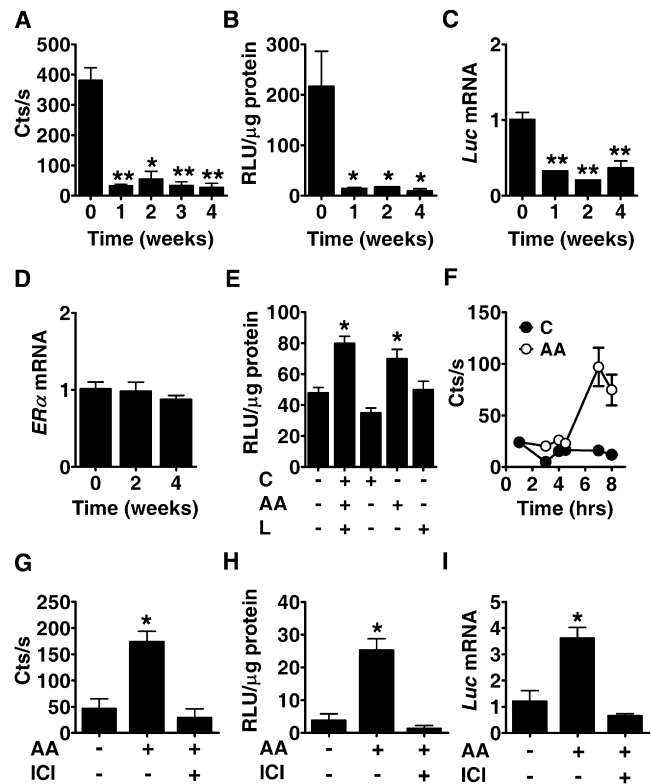 A
Cts/s
500
400
300
200
100
0
** * ** **
0 1 2 3 4
Time (weeks)
B
RLU/μg protein
300
200
100
0
* * *
0 1 2 4
Time (weeks)
C
Luc mRNA
2
1
0
** ** **
0 1 2 4
Time (weeks)
D
ERα mRNA
2
1
0
0 2 4
Time (weeks)
E
RLU/μg protein
100
80
60
40
20
0
* *
C - + + - -
AA - + - + -
L - + - - +
F
Cts/s
150
100
50
0
C
AA
0 2 4 6 8
Time (hrs)
G
Cts/s
250
200
150
100
50
0
*
AA - + +
ICI - - +
H
RLU/μg protein
40
30
20
10
0
*
AA - + +
ICI - - +
I
Luc mRNA
5
4
3
2
1
0
*
AA - + +
ICI - - +